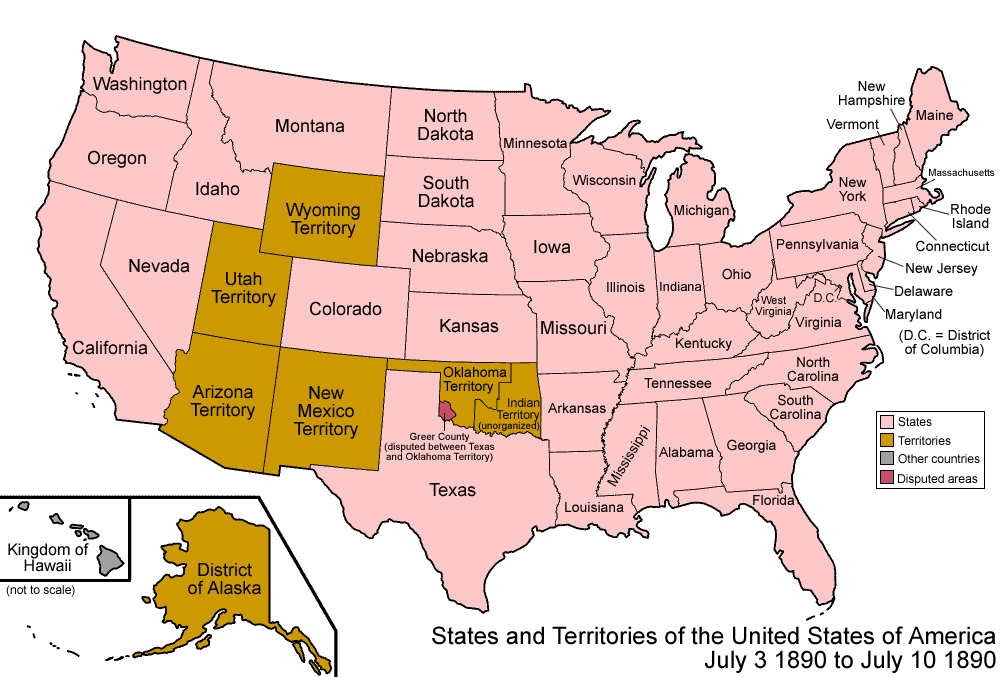 Washington
Oregon
California
Nevada
Idaho
Montana
Wyoming
Territory
Utah
Territory
Arizona
Territory
Colorado
New
Mexico
Territory
North
Dakota
South
Dakota
Nebraska
Kansas
Oklahoma
Territory
Indian
Territory
(unorganized)
Greer County
(disputed between Texas
and Oklahoma Territory)
Texas
Minnesota
Iowa
Missouri
Arkansas
Louisiana
Wisconsin
Illinois
Michigan
Indiana
Ohio
Kentucky
Tennessee
Mississippi
Alabama
Georgia
Florida
South
Carolina
North
Carolina
Virginia
West
Virginia
D.C.
Pennsylvania
New
York
Vermont
New
Hampshire
Maine
Massachusetts
Rhode
Island
Connecticut
New Jersey
Delaware
Maryland
(D.C. = District
of Columbia)
States
Territories
Other countries
Disputed areas
Kingdom of
Hawaii
(not to scale)
District
of Alaska
States and Territories of the United States of America
July 3 1890 to July 10 1890